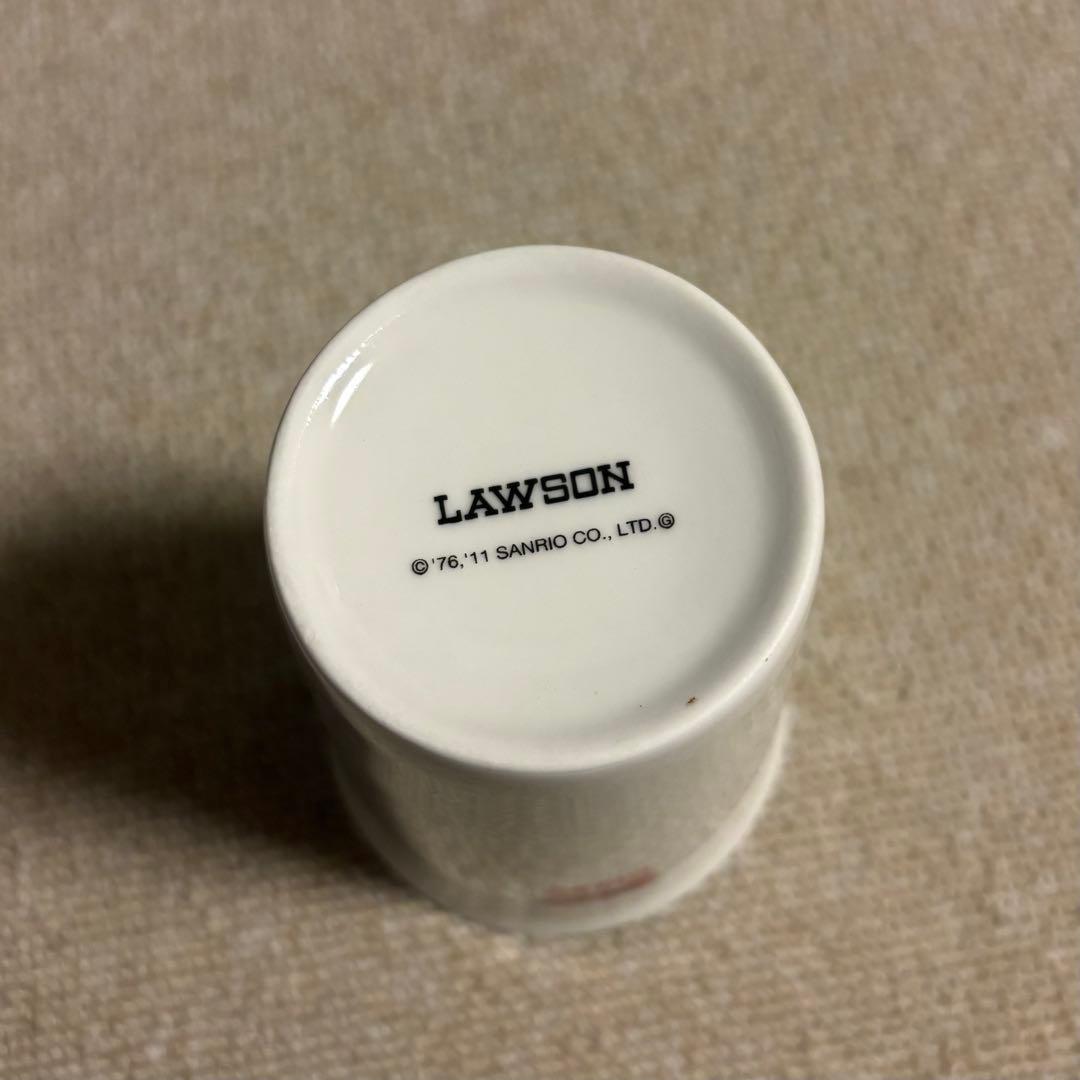 LAWSON
©'76,'11 SANRIO CO., LTD.Ⓖ